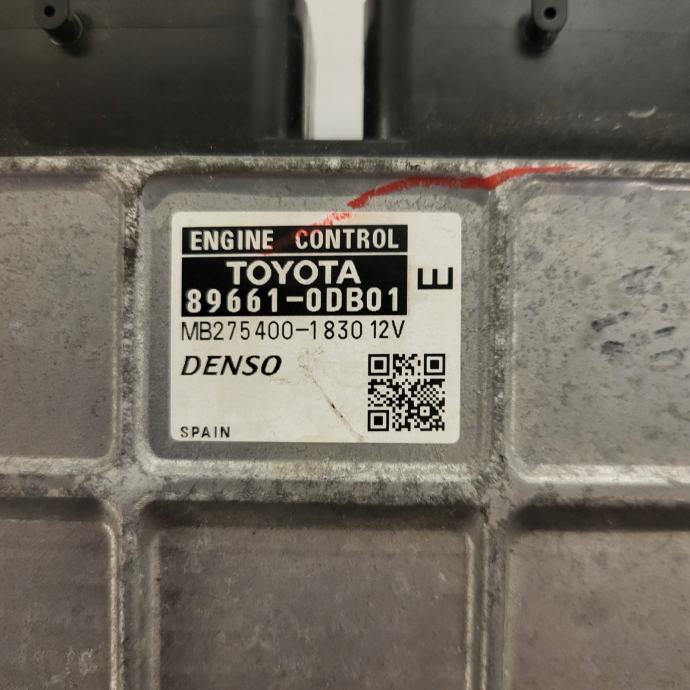 ENGINE CONTROL
TOYOTA
89661-0DB01
E
MB275400-1830 12V
DENSO
SPAIN